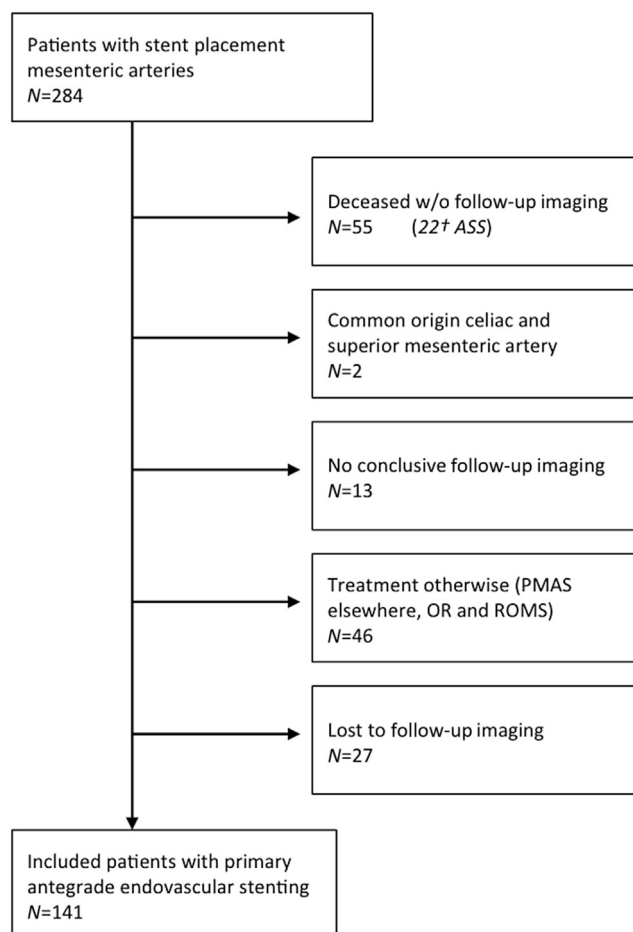 Patients with stent placement
mesenteric arteries
N=284
Deceased w/o follow-up imaging
N=55 (22† ASS)
Common origin celiac and
superior mesenteric artery
N=2
No conclusive follow-up imaging
N=13
Treatment otherwise (PMAS
elsewhere, OR and ROMS)
N=46
Lost to follow-up imaging
N=27
Included patients with primary
antegrade endovascular stenting
N=141